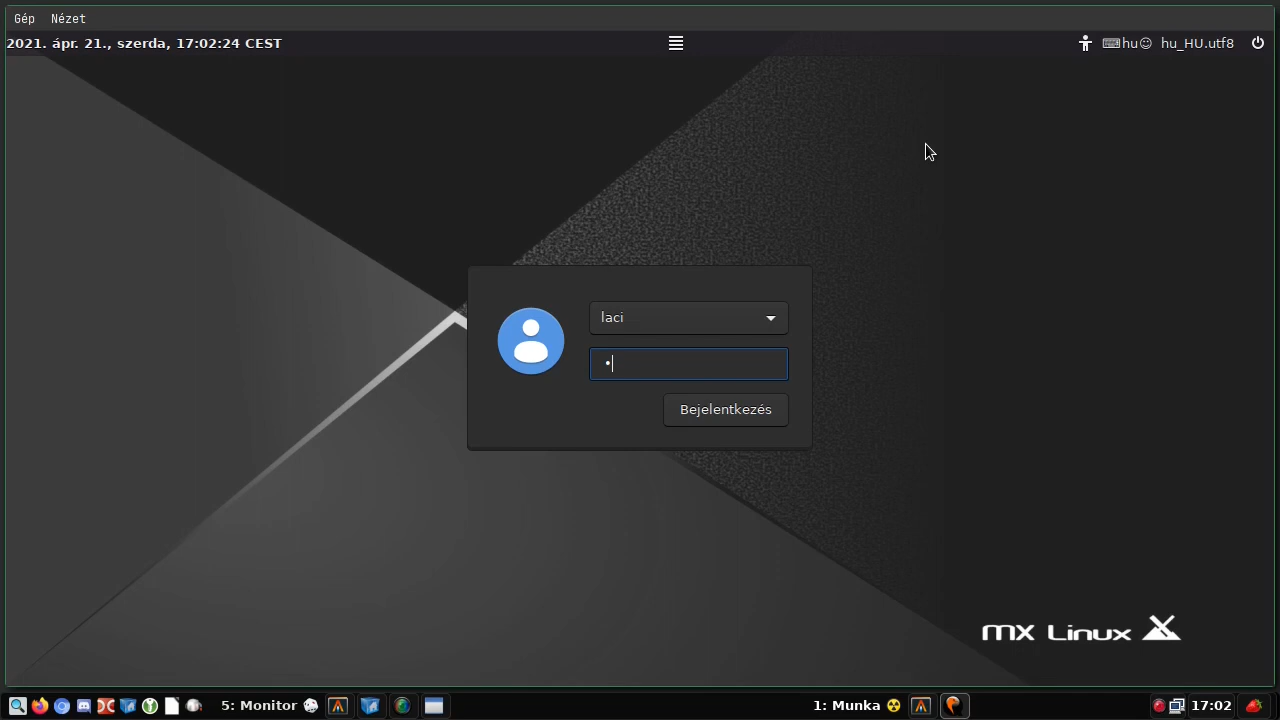 Gép Nézet
2021. ápr. 21., szerda, 17:02:24 CEST hu hu_HU.utf8
laci
•
Bejelentkezés
mx Linux
5: Monitor 1: Munka 17:02